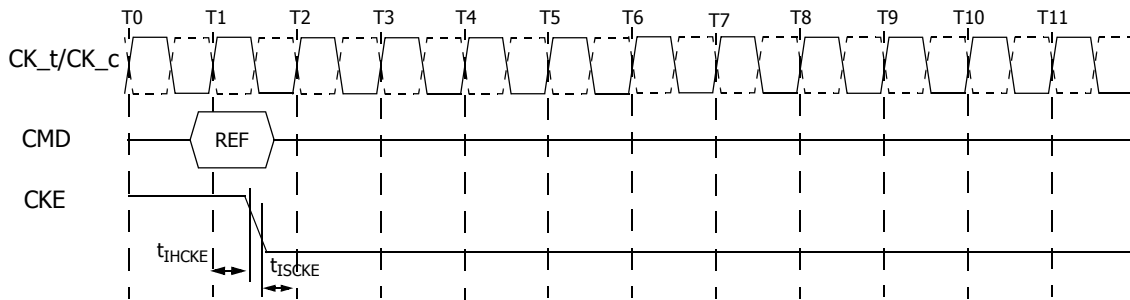 T0 T1 T2 T3 T4 T5 T6 T7 T8 T9 T10 T11
CK_t/CK_c
CMD REF
CKE
tIHCKE
tISCKE